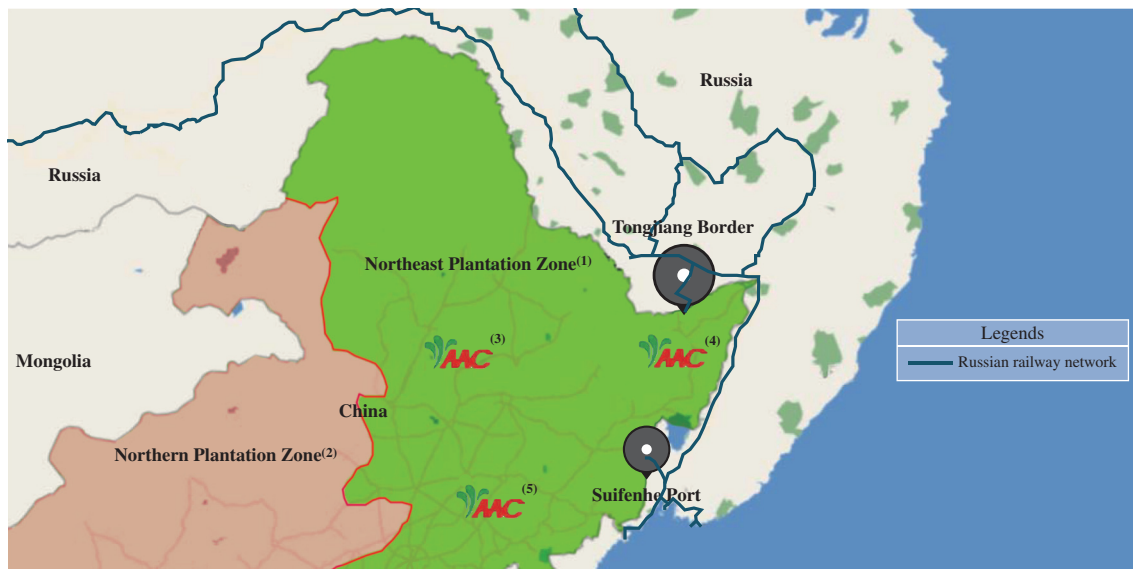 Russia
Russia
Tongjiang Border
Northeast Plantation Zone(1)
AAC (3)
AAC (4)
Legends
Russian railway network
Mongolia
China
Northern Plantation Zone(2)
AAC (5)
Suifenhe Port